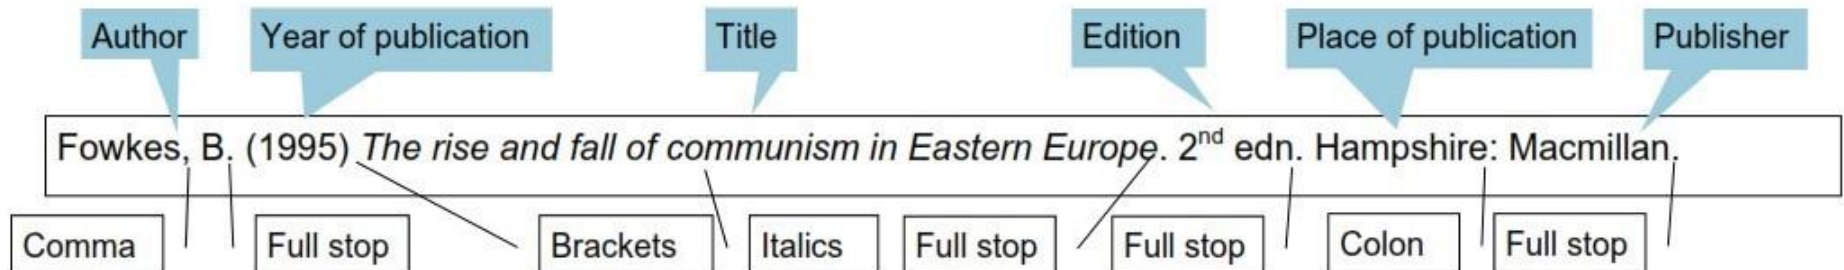 Author Year of publication Title Edition Place of publication Publisher
Fowkes, B. (1995) The rise and fall of communism in Eastern Europe. 2nd edn. Hampshire: Macmillan.
Comma Full stop Brackets Italics Full stop Full stop Colon Full stop